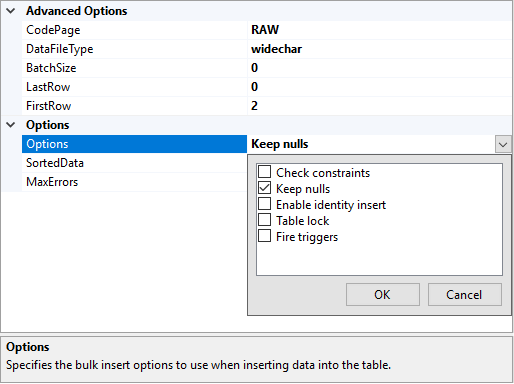 Advanced Options
CodePage RAW
DataFileType widechar
BatchSize 0
LastRow 0
FirstRow 2
Options
Options Keep nulls
SortedData
MaxErrors
Check constraints
Keep nulls
Enable identity insert
Table lock
Fire triggers
OK Cancel
Options
Specifies the bulk insert options to use when inserting data into the table.